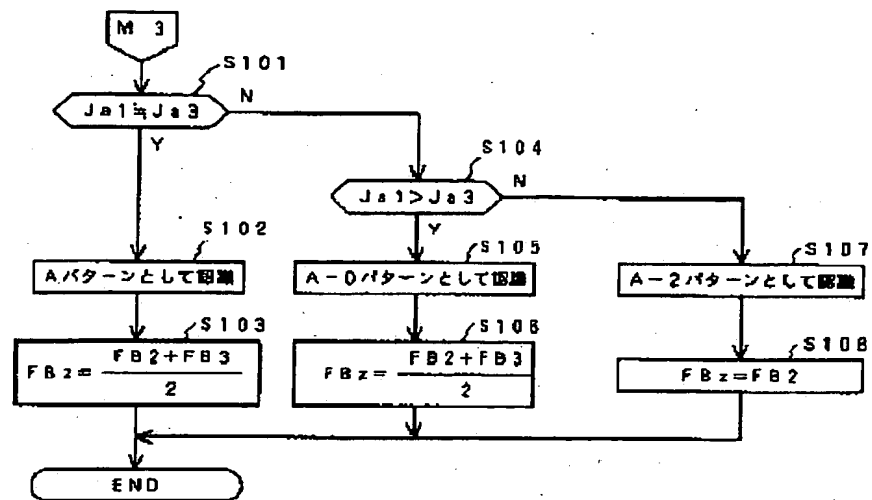 M 3
S101
Ja1≒Ja3
N
Y
S104
Ja1>Ja3
N
Y
S102
Aパターンとして認識
S105
A-0パターンとして認識
S107
A-2パターンとして認識
S103
FBz=(FB2+FB3)/2
S106
FBz=(FB2+FB3)/2
S108
FBz=FB2
END